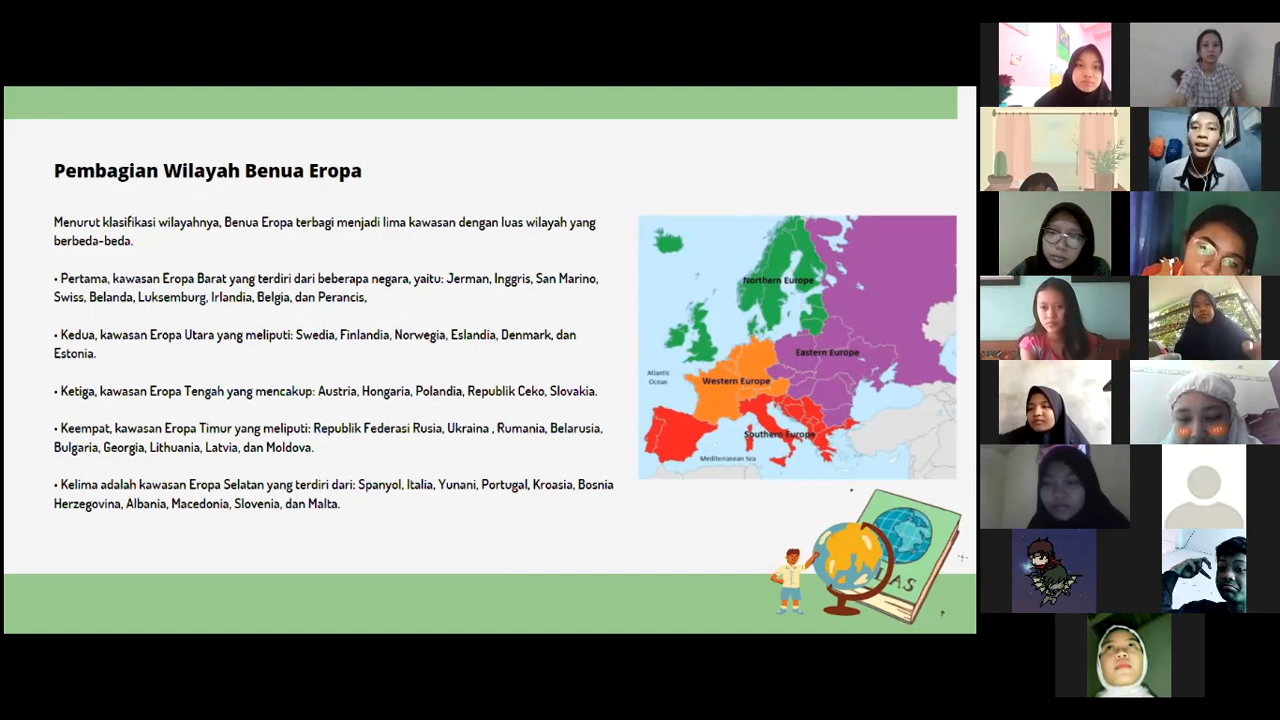 Pembagian Wilayah Benua Eropa
Menurut klasifikasi wilayahnya, Benua Eropa terbagi menjadi lima kawasan dengan luas wilayah yang
berbeda-beda.
• Pertama, kawasan Eropa Barat yang terdiri dari beberapa negara, yaitu: Jerman, Inggris, San Marino,
Swiss, Belanda, Luksemburg, Irlandia, Belgia, dan Perancis,
• Kedua, kawasan Eropa Utara yang meliputi: Swedia, Finlandia, Norwegia, Eslandia, Denmark, dan
Estonia.
• Ketiga, kawasan Eropa Tengah yang mencakup: Austria, Hongaria, Polandia, Republik Ceko, Slovakia.
• Keempat, kawasan Eropa Timur yang meliputi: Republik Federasi Rusia, Ukraina , Rumania, Belarusia,
Bulgaria, Georgia, Lithuania, Latvia, dan Moldova.
• Kelima adalah kawasan Eropa Selatan yang terdiri dari: Spanyol, Italia, Yunani, Portugal, Kroasia, Bosnia
Herzegovina, Albania, Macedonia, Slovenia, dan Malta.
Northern Europe
Eastern Europe
Atlantic
Ocean
Western Europe
Southern Europe
Mediterranean Sea
LAS